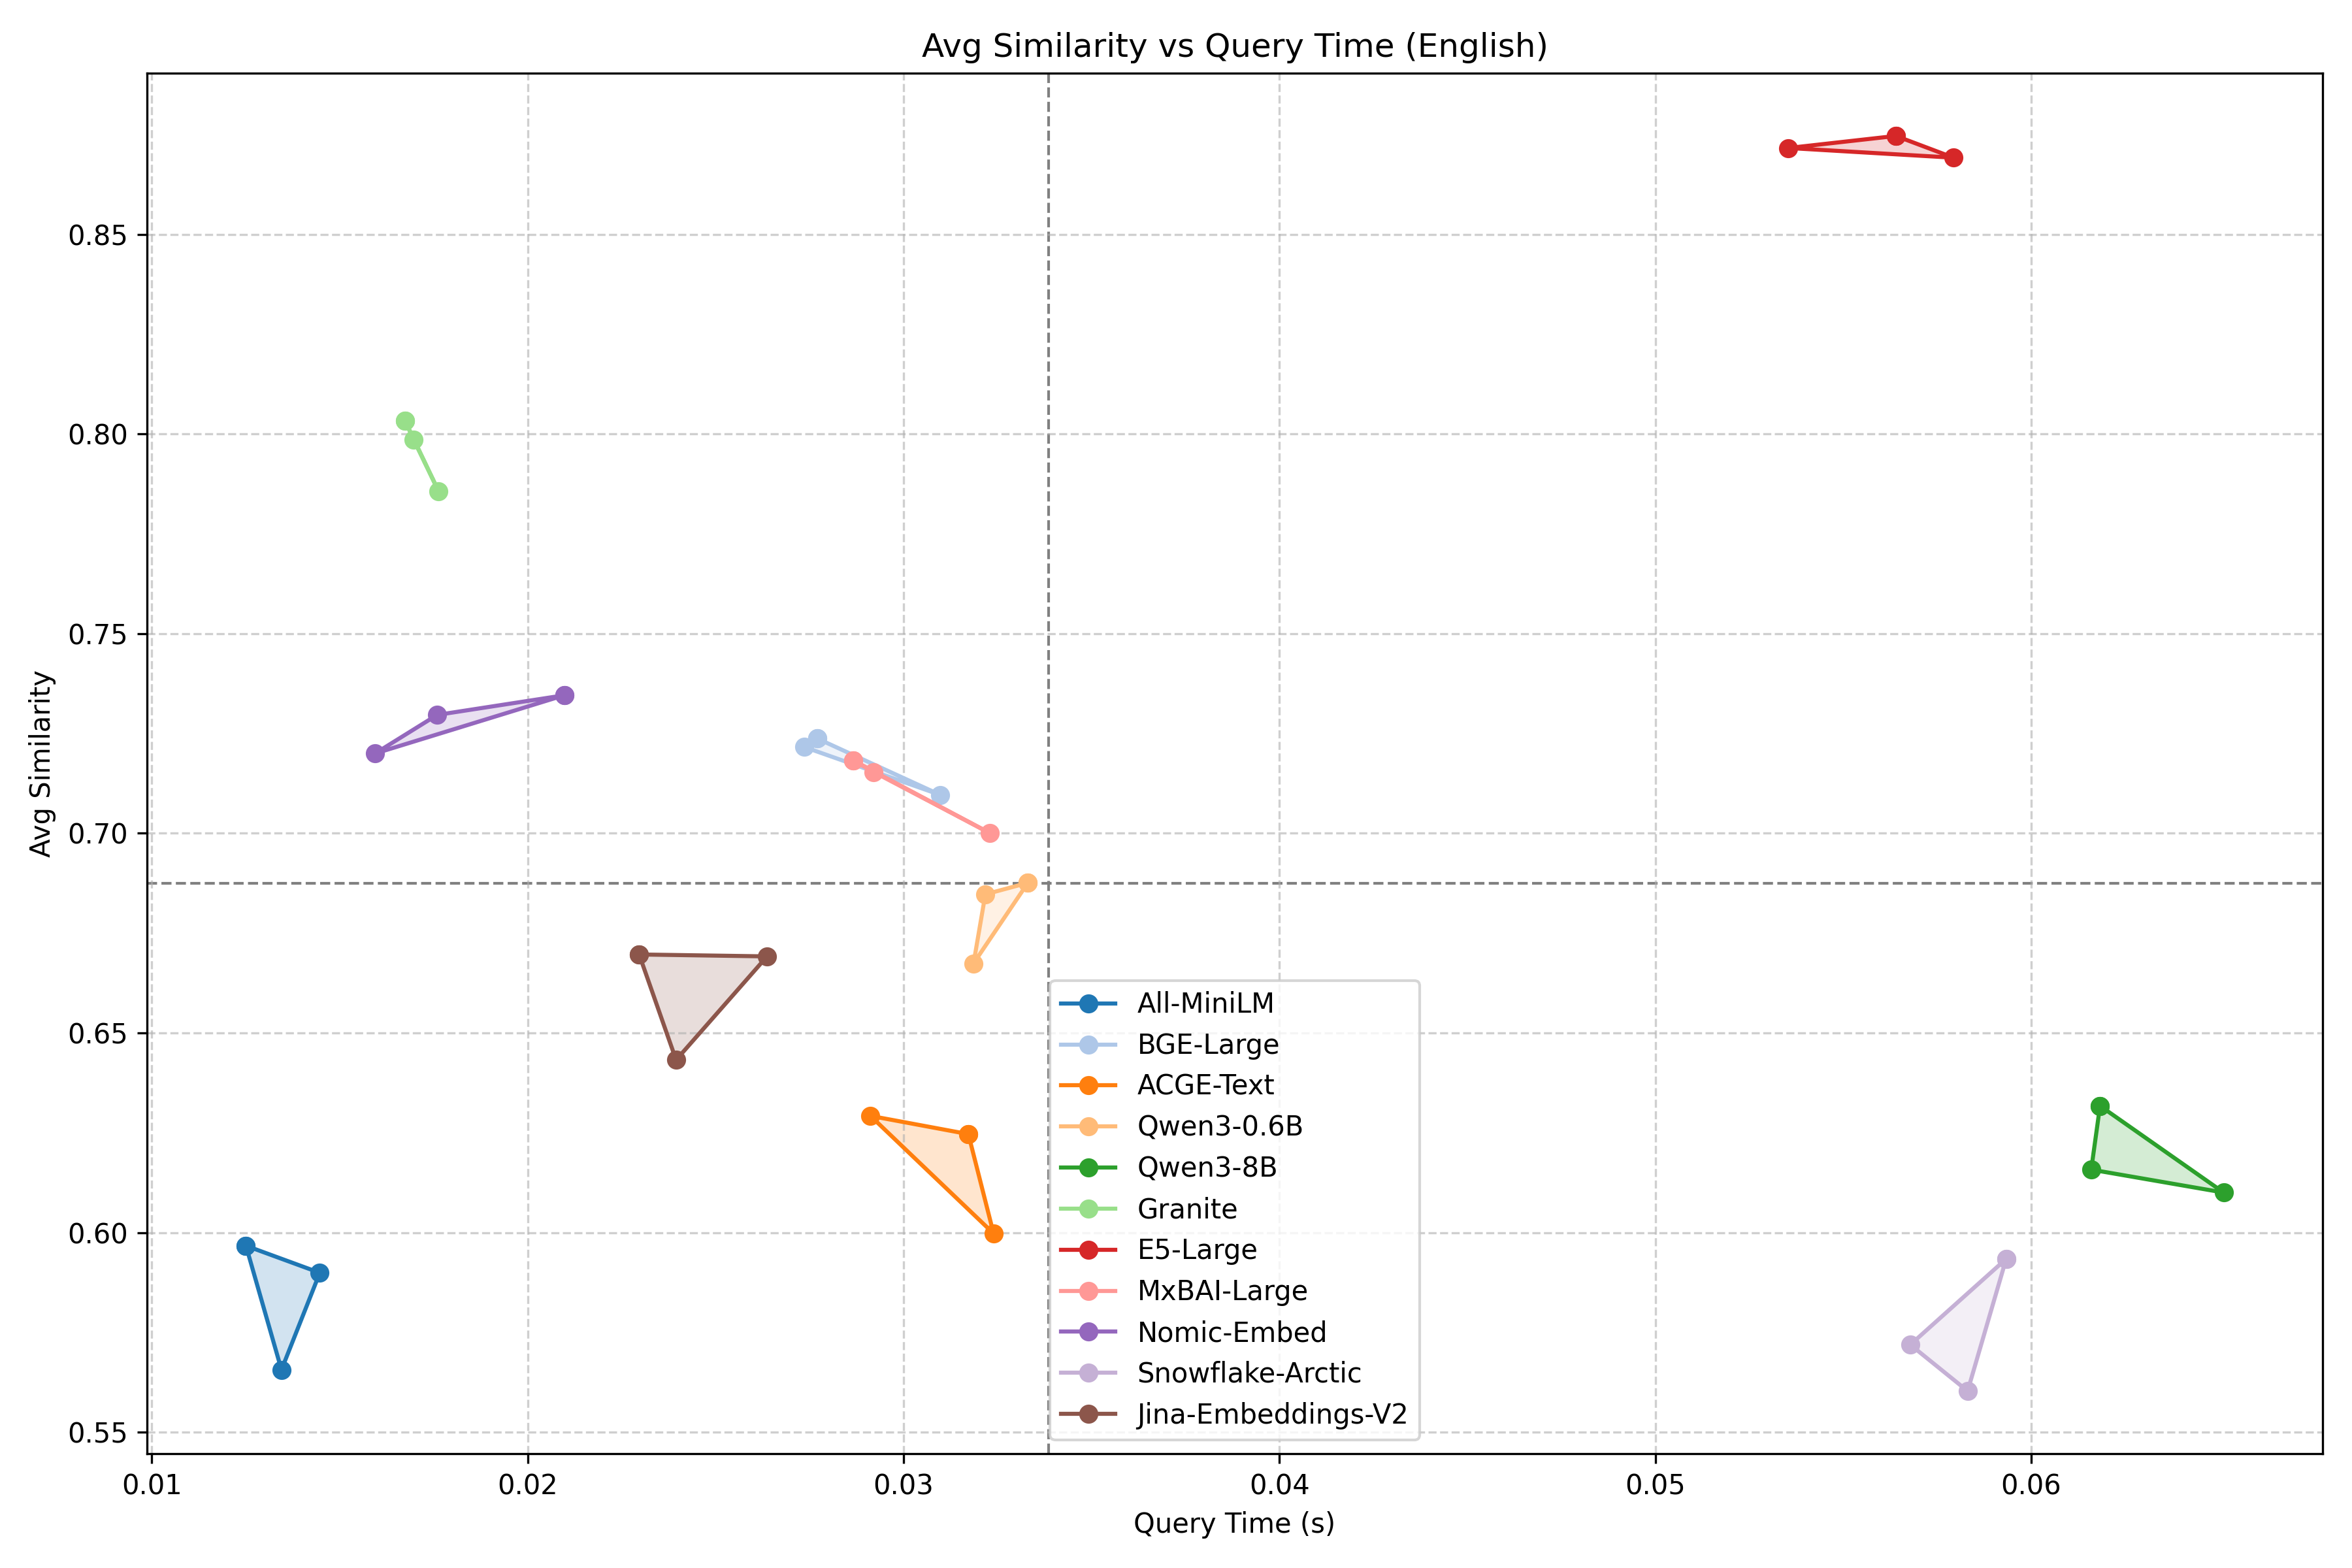 Avg Similarity vs Query Time (English)
Avg Similarity
0.85
0.80
0.75
0.70
0.65
0.60
0.55
All-MiniLM
BGE-Large
ACGE-Text
Qwen3-0.6B
Qwen3-8B
Granite
E5-Large
MxBAI-Large
Nomic-Embed
Snowflake-Arctic
Jina-Embeddings-V2
0.01 0.02 0.03 0.04 0.05 0.06
Query Time (s)